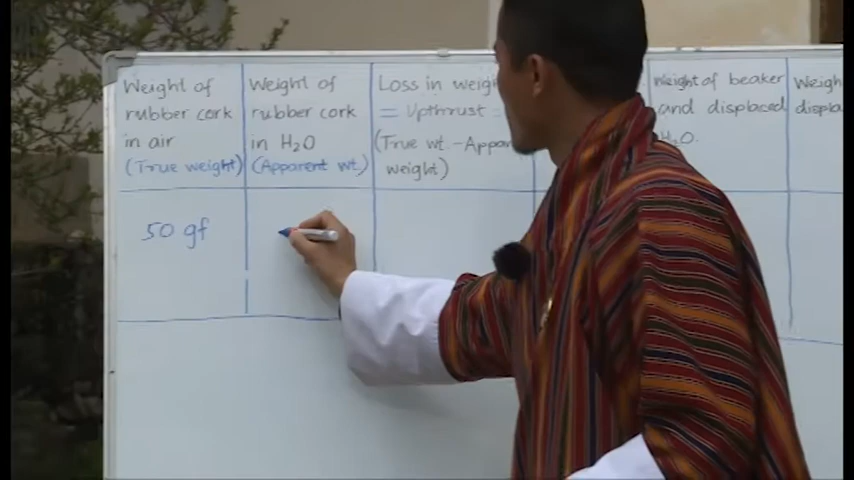 Weight of
rubber cork
in air
(True weight)
Weight of
rubber cork
in H2O
(Apparent wt.)
Loss in weigh
= Upthrust =
(True wt. - Appar
weight)
Weight of beaker
and displaced
H2O.
Weigh
displa
50 gf